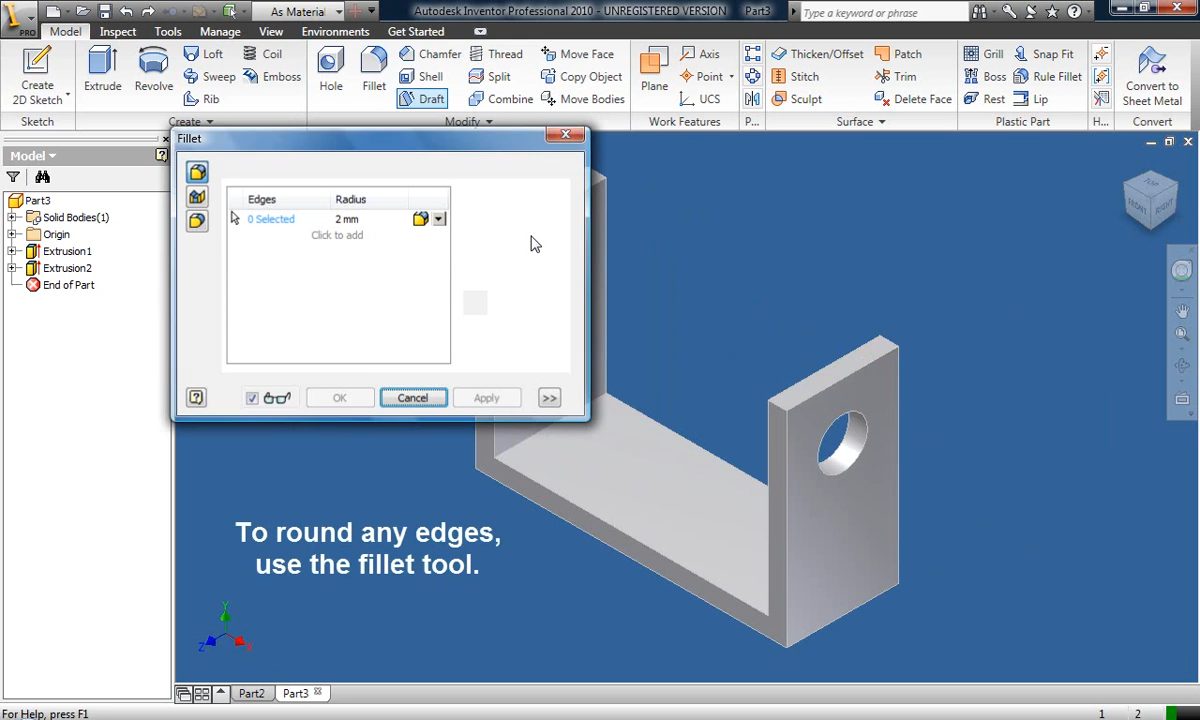 PRO
As Material
Autodesk Inventor Professional 2010 - UNREGISTERED VERSION
Part3
Type a keyword or phrase
Model Inspect Tools Manage View Environments Get Started
Create
2D Sketch
Extrude
Revolve
Loft
Sweep
Rib
Coil
Emboss
Hole
Fillet
Chamfer
Shell
Draft
Thread
Split
Combine
Move Face
Copy Object
Move Bodies
Plane
Axis
Point
UCS
Thicken/Offset
Stitch
Sculpt
Patch
Trim
Delete Face
Grill
Boss
Rest
Snap Fit
Rule Fillet
Lip
Convert to
Sheet Metal
Sketch
Create
Modify
Work Features
P...
Surface
Plastic Part
H...
Convert
Model
Part3
Solid Bodies(1)
Origin
Extrusion1
Extrusion2
End of Part
Fillet
Edges Radius
0 Selected 2 mm
Click to add
OK Cancel Apply >>
TOP
FRONT
RIGHT
To round any edges,
use the fillet tool.
Y
Z
X
Part2 Part3
For Help, press F1
1 2